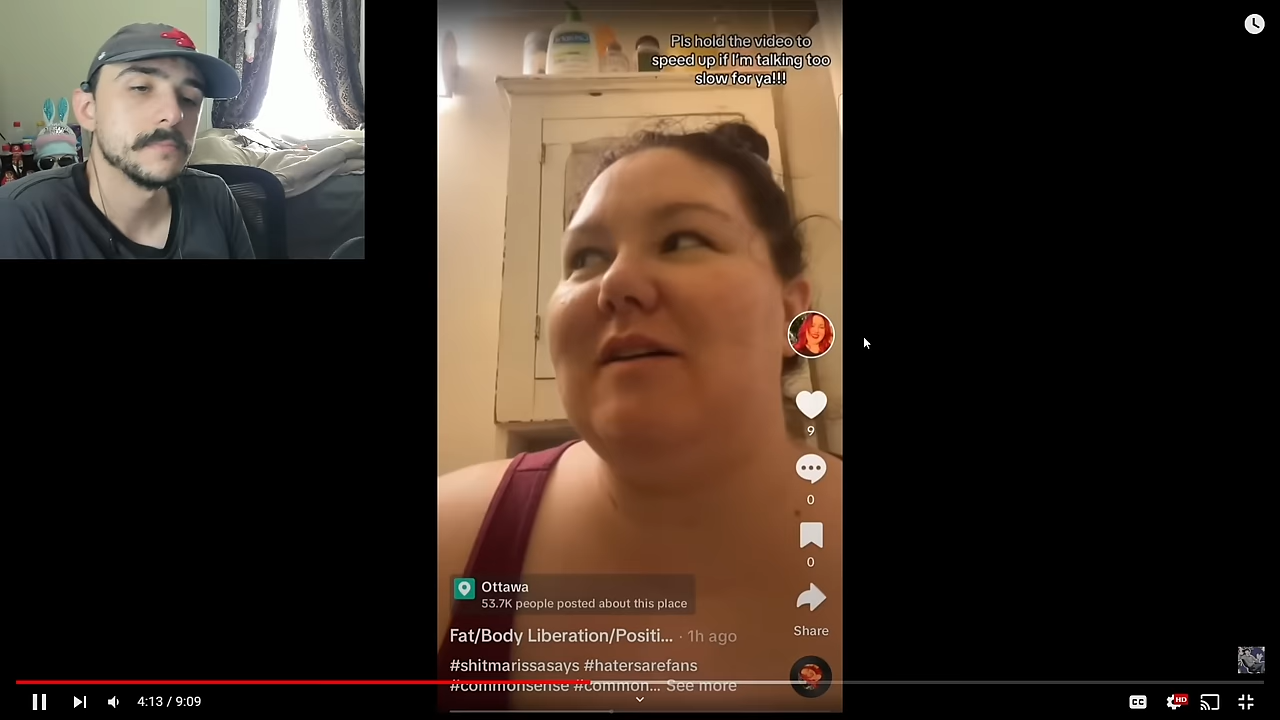 Pls hold the video to
speed up if I'm talking too
slow for ya!!!
9
0
0
Share
Ottawa
53.7K people posted about this place
Fat/Body Liberation/Positi... · 1h ago
#shitmarissasays #hatersarefans
#commonsense #common... See more
4:13 / 9:09
CC
HD